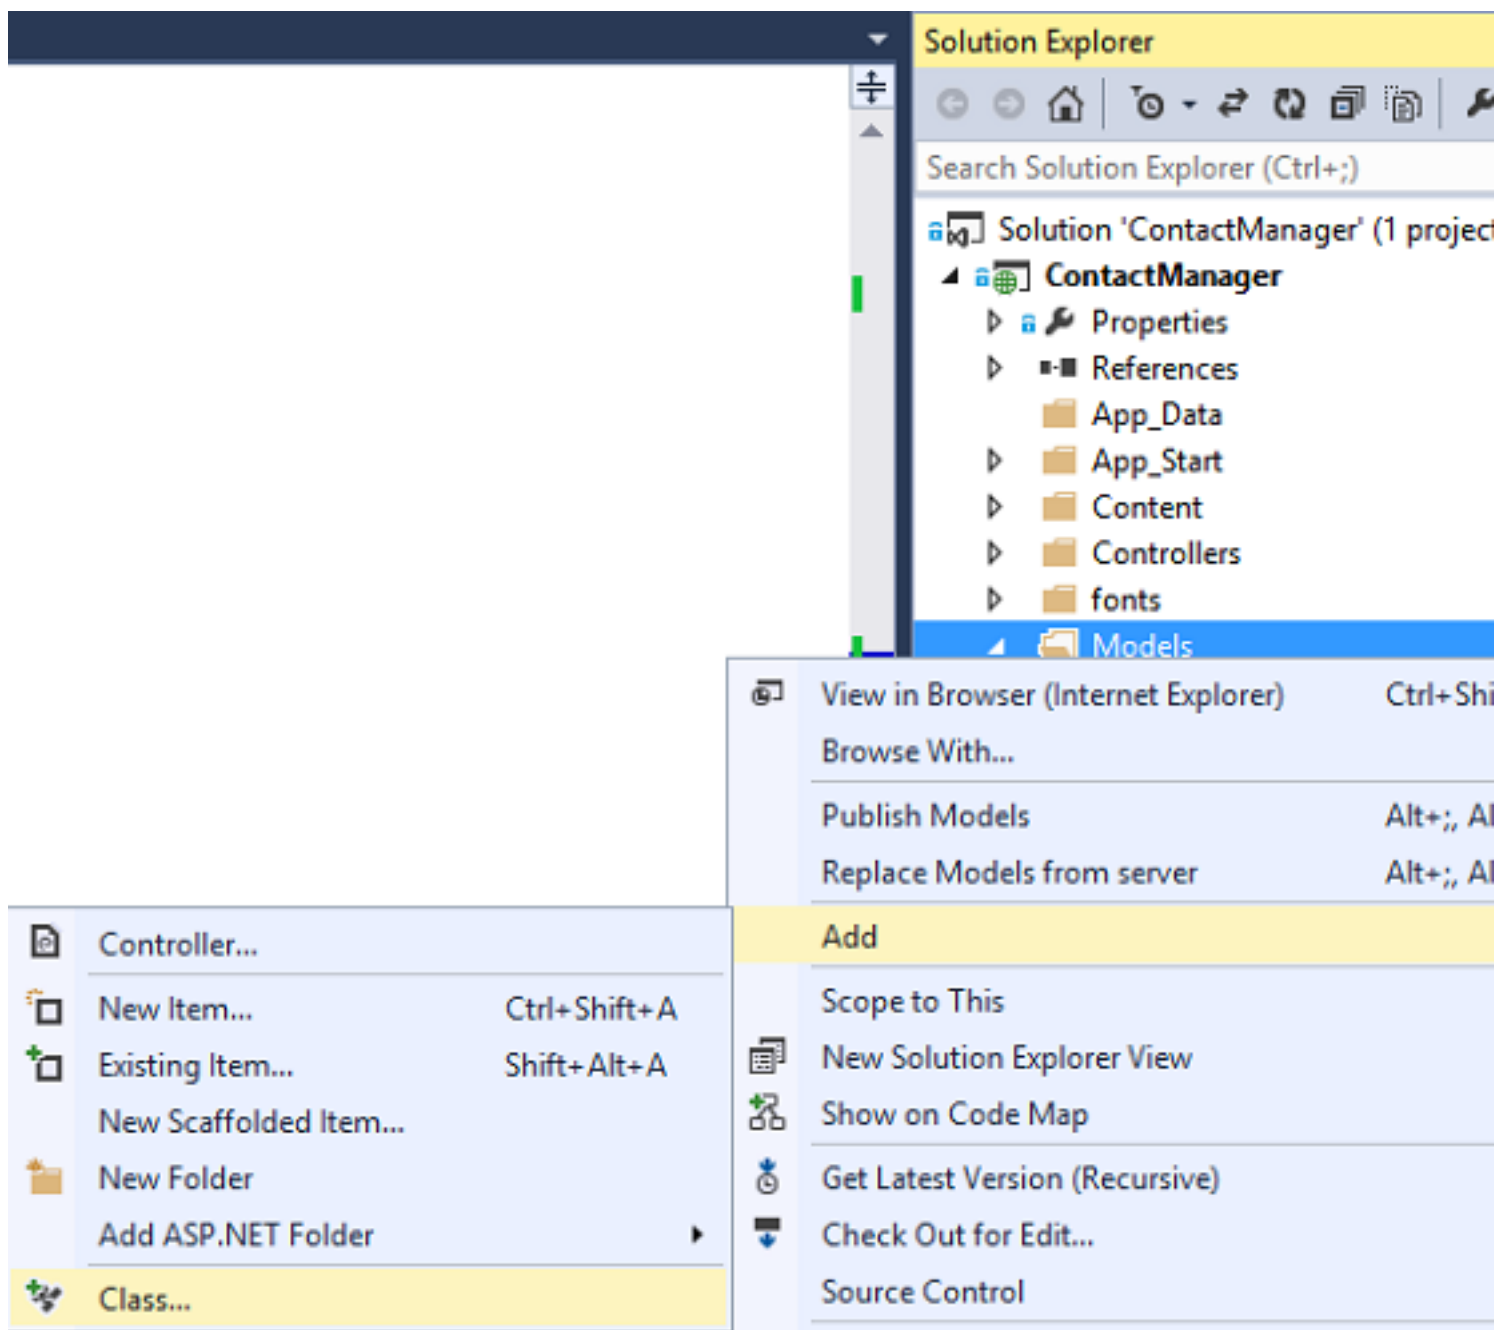 Solution Explorer
Search Solution Explorer (Ctrl+;)
Solution 'ContactManager' (1 project
ContactManager
Properties
References
App_Data
App_Start
Content
Controllers
fonts
Models
View in Browser (Internet Explorer) Ctrl+Shi
Browse With...
Publish Models Alt+;, Al
Replace Models from server Alt+;, Al
Add
Scope to This
New Solution Explorer View
Show on Code Map
Get Latest Version (Recursive)
Check Out for Edit...
Source Control
Controller...
New Item... Ctrl+Shift+A
Existing Item... Shift+Alt+A
New Scaffolded Item...
New Folder
Add ASP.NET Folder
Class...